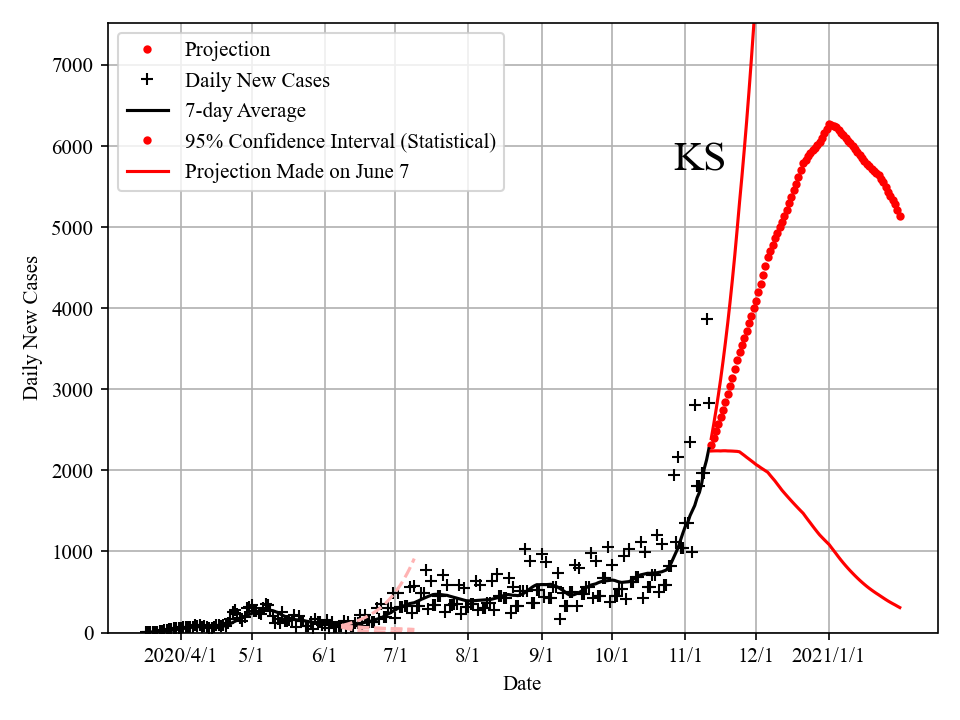 Projection
Daily New Cases
7-day Average
95% Confidence Interval (Statistical)
Projection Made on June 7
KS
Daily New Cases
7000
6000
5000
4000
3000
2000
1000
0
2020/4/1 5/1 6/1 7/1 8/1 9/1 10/1 11/1 12/1 2021/1/1
Date